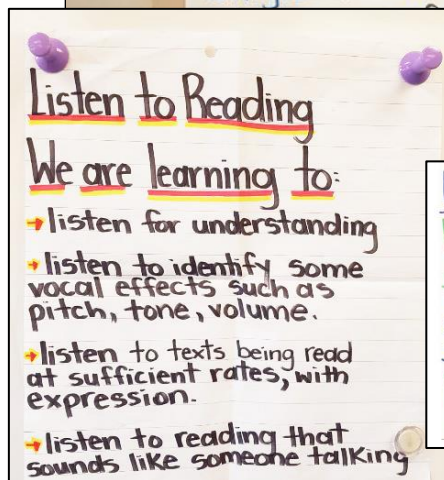 Listen to Reading
We are learning to:
→listen for understanding
→listen to identify some
vocal effects such as
pitch, tone, volume.
→listen to texts being read
at sufficient rates, with
expression.
→listen to reading that
sounds like someone talking